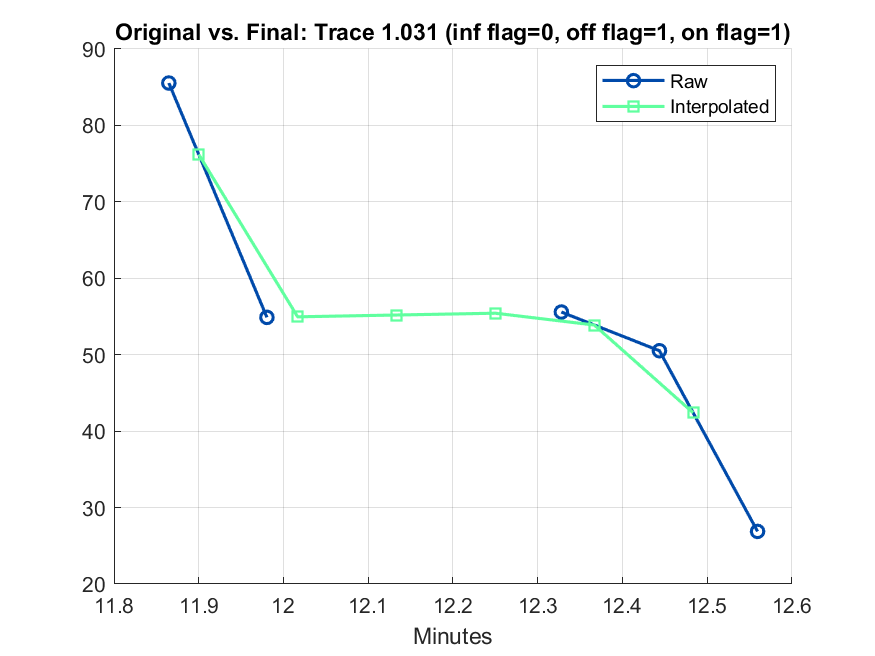 Original vs. Final: Trace 1.031 (inf flag=0, off flag=1, on flag=1)
Raw
Interpolated
90
80
70
60
50
40
30
20
11.8 11.9 12 12.1 12.2 12.3 12.4 12.5 12.6
Minutes